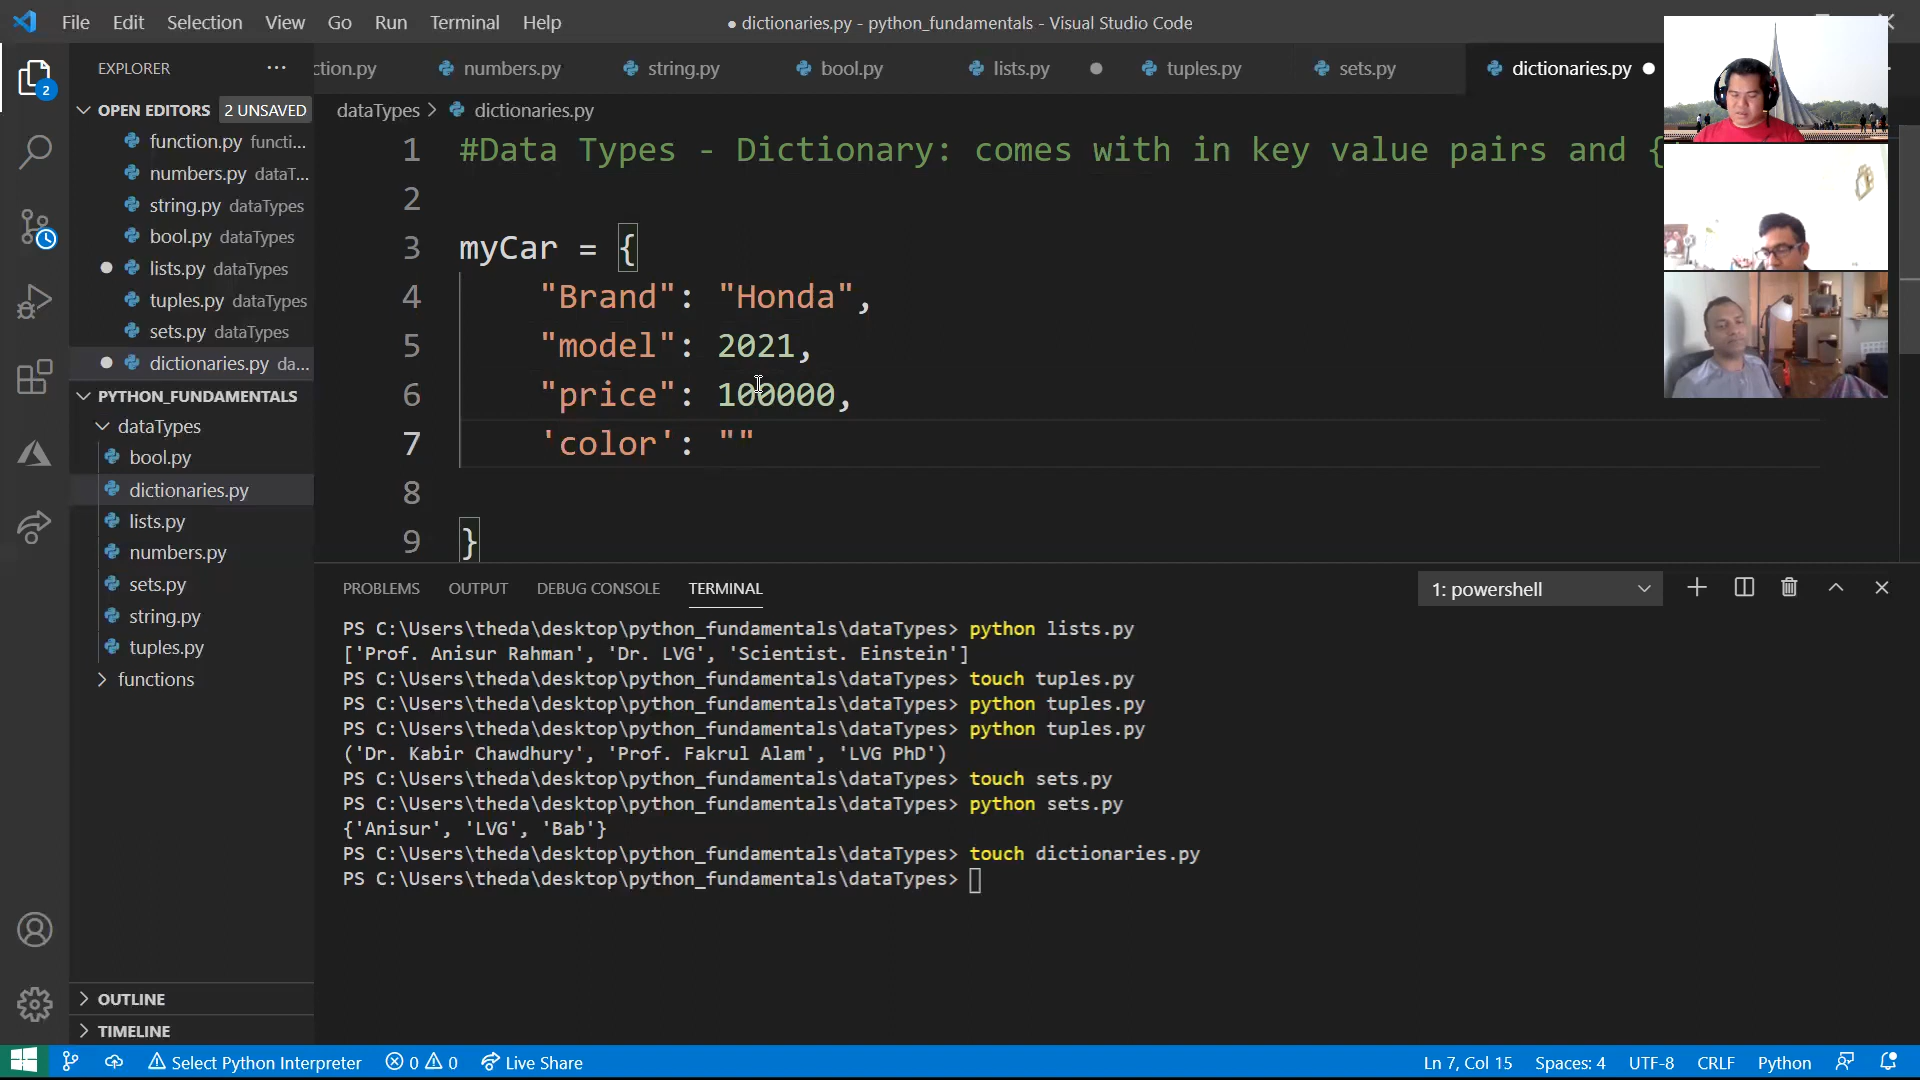 File Edit Selection View Go Run Terminal Help
● dictionaries.py - python_fundamentals - Visual Studio Code
EXPLORER ···
ction.py numbers.py string.py bool.py lists.py tuples.py sets.py dictionaries.py
OPEN EDITORS 2 UNSAVED
function.py functi...
numbers.py dataT...
string.py dataTypes
bool.py dataTypes
lists.py dataTypes
tuples.py dataTypes
sets.py dataTypes
dictionaries.py da...
PYTHON_FUNDAMENTALS
dataTypes
bool.py
dictionaries.py
lists.py
numbers.py
sets.py
string.py
tuples.py
functions
OUTLINE
TIMELINE
2
dataTypes > dictionaries.py
1 #Data Types - Dictionary: comes with in key value pairs and {
2
3 myCar = {
4 "Brand": "Honda",
5 "model": 2021,
6 "price": 100000,
7 'color': ""
8
9 }
PROBLEMS OUTPUT DEBUG CONSOLE TERMINAL 1: powershell
PS C:\Users\theda\desktop\python_fundamentals\dataTypes> python lists.py
['Prof. Anisur Rahman', 'Dr. LVG', 'Scientist. Einstein']
PS C:\Users\theda\desktop\python_fundamentals\dataTypes> touch tuples.py
PS C:\Users\theda\desktop\python_fundamentals\dataTypes> python tuples.py
PS C:\Users\theda\desktop\python_fundamentals\dataTypes> python tuples.py
('Dr. Kabir Chawdhury', 'Prof. Fakrul Alam', 'LVG PhD')
PS C:\Users\theda\desktop\python_fundamentals\dataTypes> touch sets.py
PS C:\Users\theda\desktop\python_fundamentals\dataTypes> python sets.py
{'Anisur', 'LVG', 'Bab'}
PS C:\Users\theda\desktop\python_fundamentals\dataTypes> touch dictionaries.py
PS C:\Users\theda\desktop\python_fundamentals\dataTypes>
Select Python Interpreter 0 0 Live Share Ln 7, Col 15 Spaces: 4 UTF-8 CRLF Python